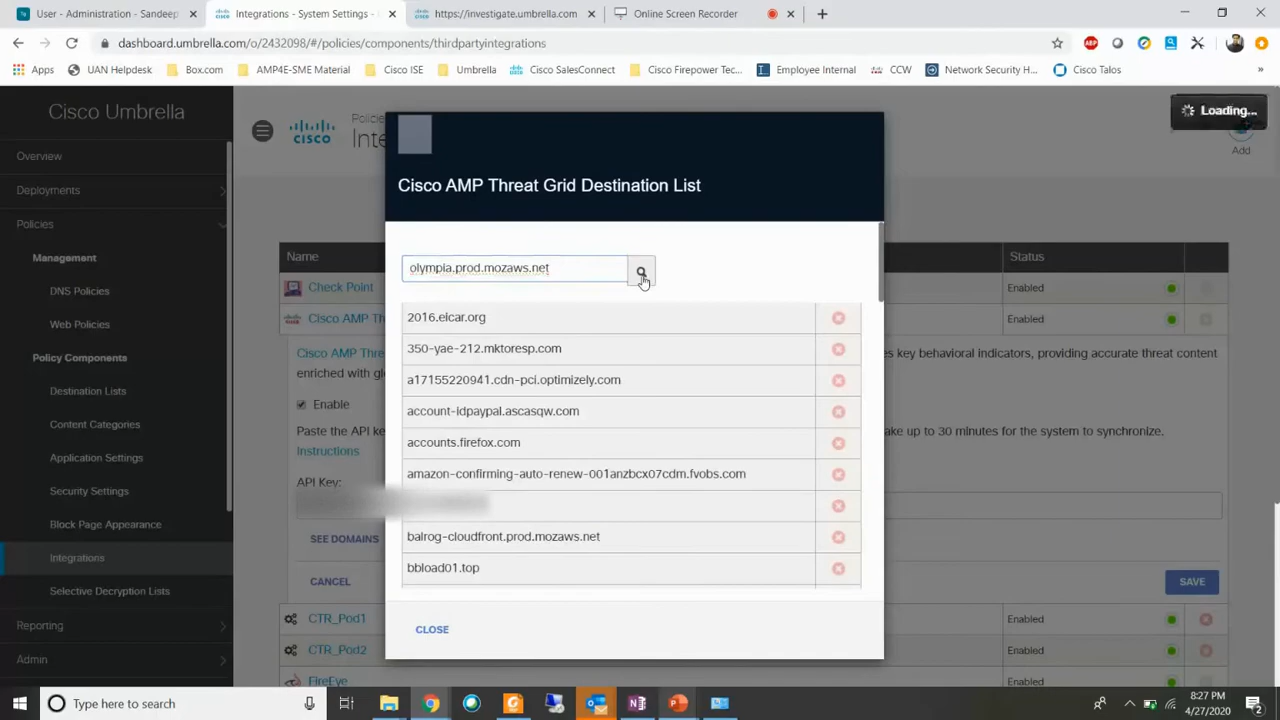 User - Administration - Sandeep
Integrations - System Settings -
https://investigate.umbrella.com
Online Screen Recorder
dashboard.umbrella.com/o/2432098/#/policies/components/thirdpartyintegrations
ABP
Apps
UAN Helpdesk
Box.com
AMP4E-SME Material
Cisco ISE
Umbrella
Cisco SalesConnect
Cisco Firepower Tec...
Employee Internal
CCW
Network Security H...
Cisco Talos
»
Cisco Umbrella
Overview
Deployments
Policies
Management
DNS Policies
Web Policies
Policy Components
Destination Lists
Content Categories
Application Settings
Security Settings
Block Page Appearance
Integrations
Selective Decryption Lists
Reporting
Admin
cisco
Policies
Inte
Loading...
Add
Name
Status
Check Point
Enabled
Cisco AMP Th
Enabled
Cisco AMP Thre
es key behavioral indicators, providing accurate threat content
enriched with gl
Enable
Paste the API ke
ake up to 30 minutes for the system to synchronize.
Instructions
API Key:
SEE DOMAINS
CANCEL
SAVE
CTR_Pod1
Enabled
CTR_Pod2
Enabled
FireEye
Enabled
Cisco AMP Threat Grid Destination List
olympia.prod.mozaws.net
2016.eicar.org
350-yae-212.mktoresp.com
a17155220941.cdn-pci.optimizely.com
account-idpaypal.ascasqw.com
accounts.firefox.com
amazon-confirming-auto-renew-001anzbcx07cdm.fvobs.com
balrog-cloudfront.prod.mozaws.net
bbload01.top
CLOSE
Type here to search
8:27 PM
4/27/2020
2